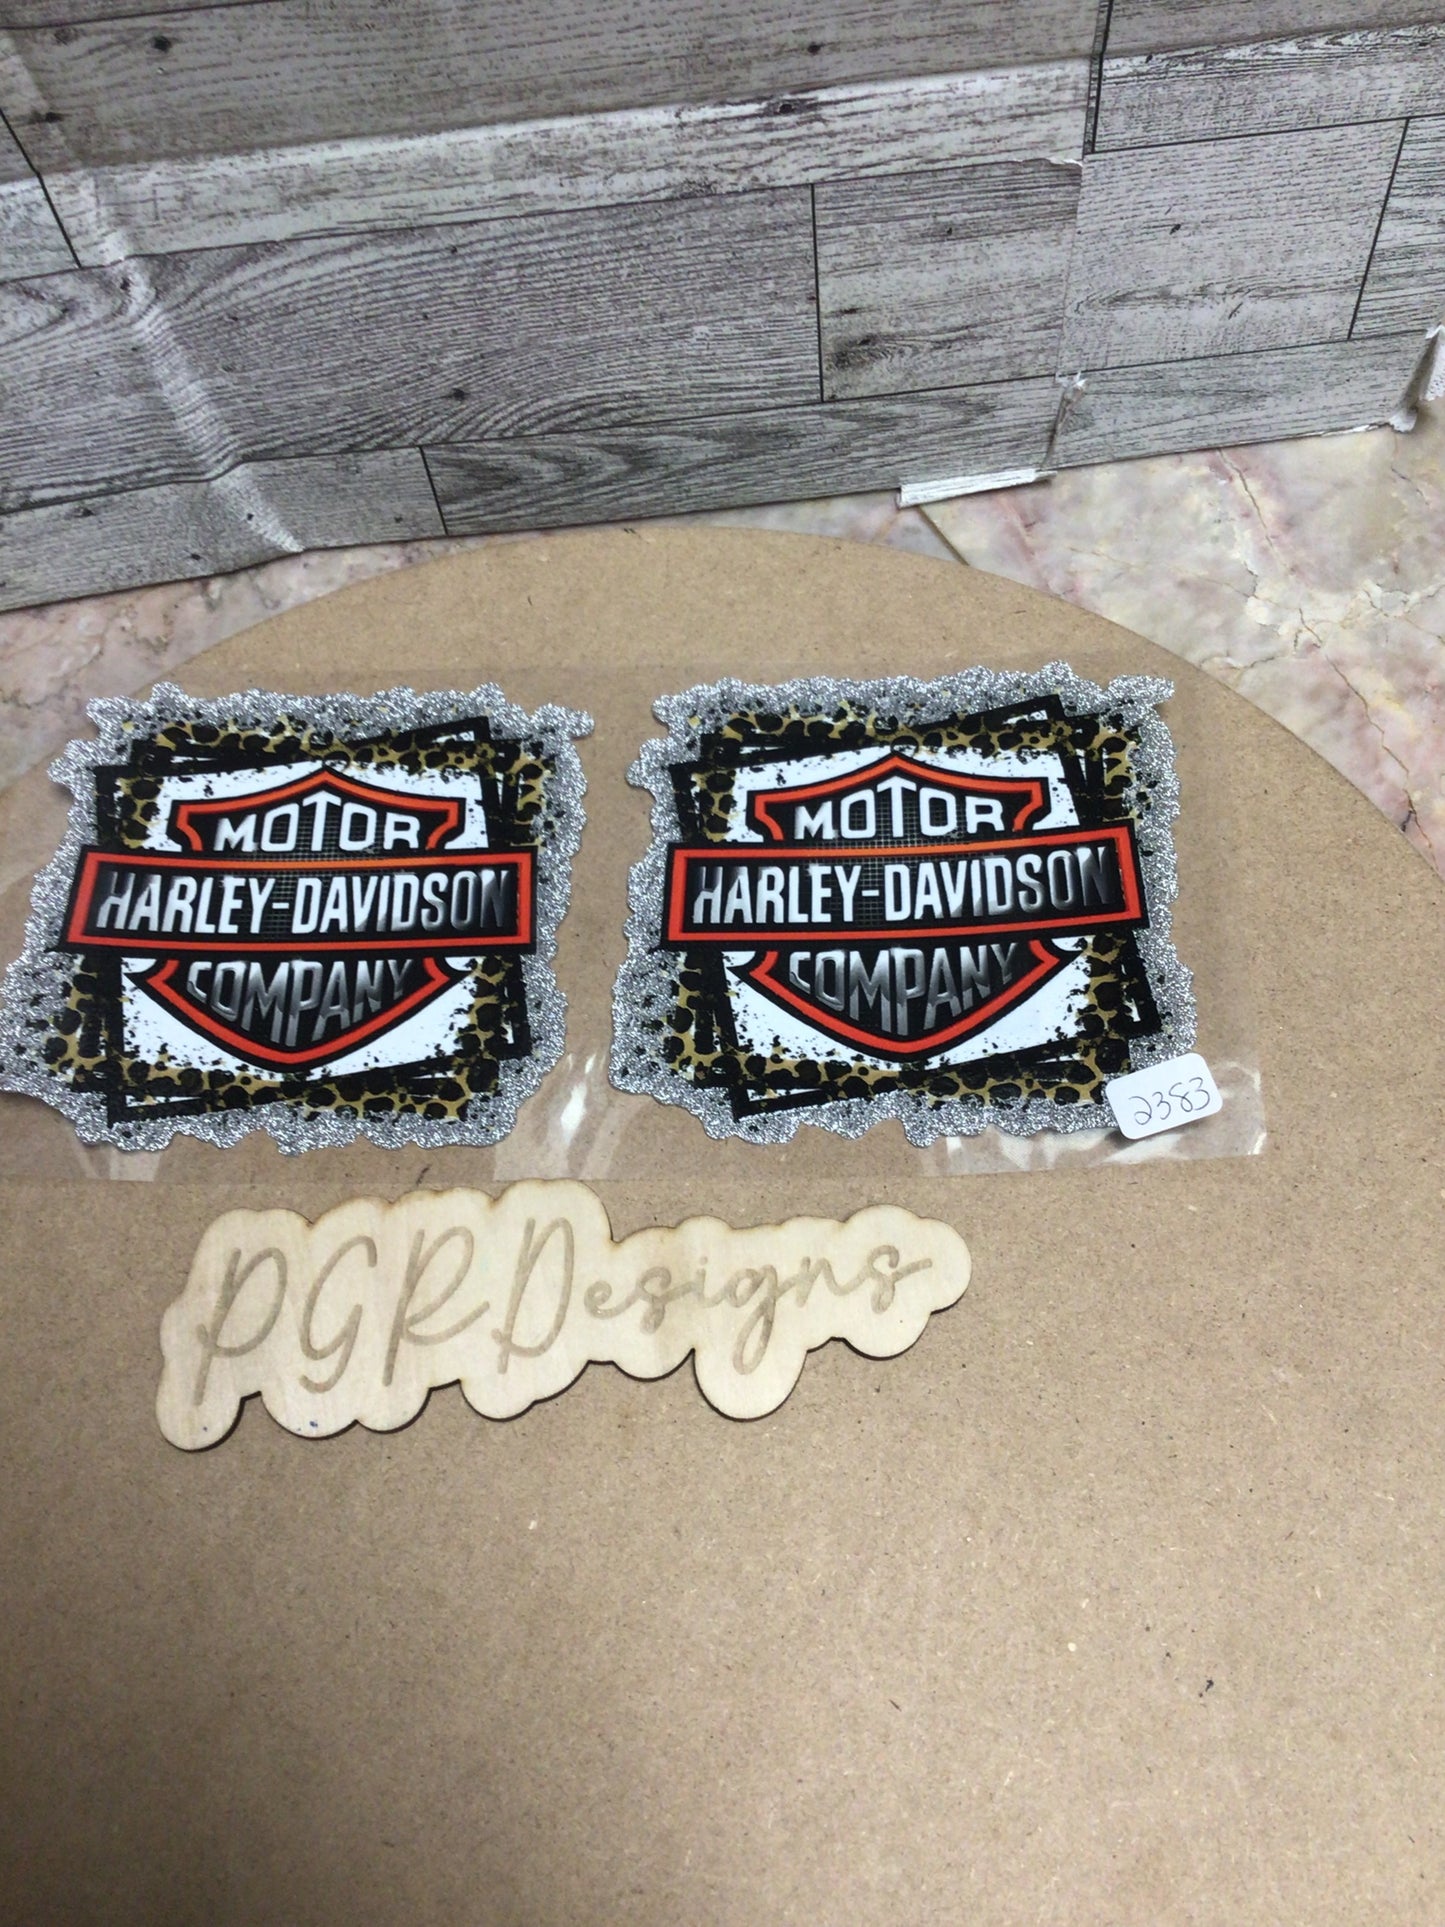 MOTOR
HARLEY-DAVIDSON
COMPANY
MOTOR
HARLEY-DAVIDSON
COMPANY
2383
PGRDesigns